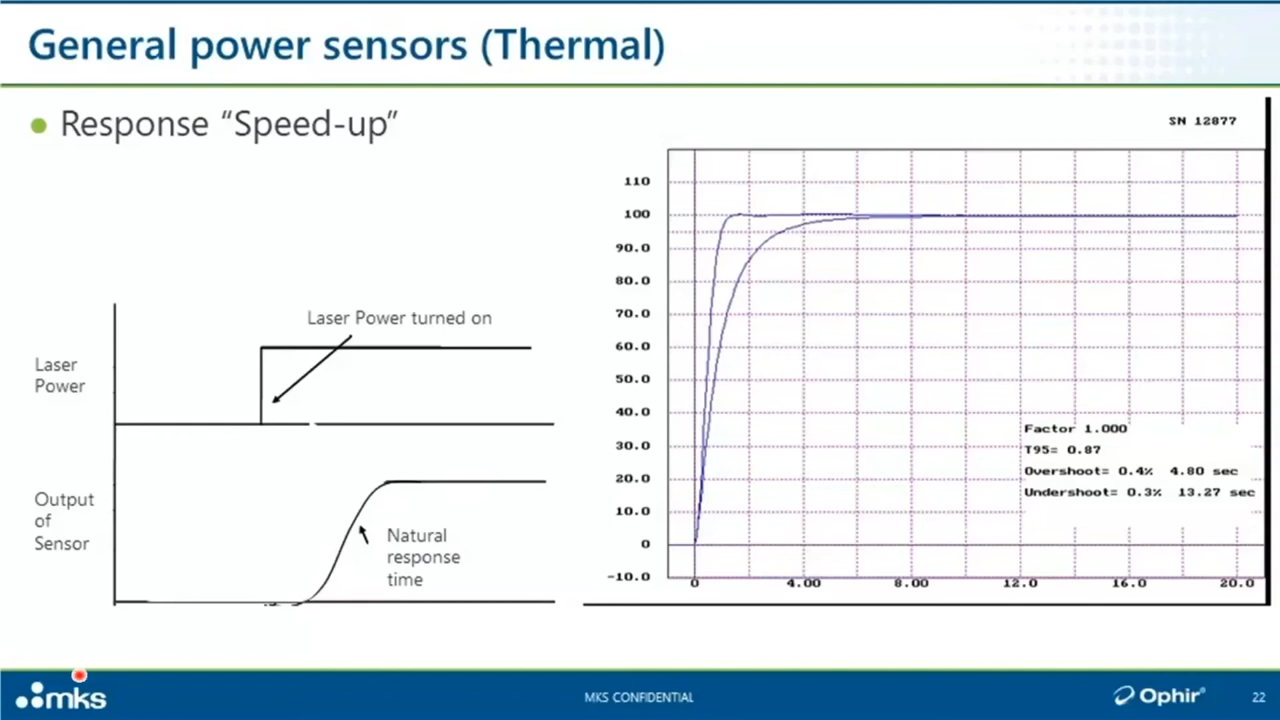 General power sensors (Thermal)
Response “Speed-up”
Laser Power turned on
Laser
Power
Output
of
Sensor
Natural
response
time
SN 12877
110
100
90.0
80.0
70.0
60.0
50.0
40.0
30.0
20.0
10.0
0
-10.0
Factor 1.000
T95= 0.87
Overshoot= 0.4% 4.80 sec
Undershoot= 0.3% 13.27 sec
0 4.00 8.00 12.0 16.0 20.0
mks
MKS CONFIDENTIAL
Ophir®
22